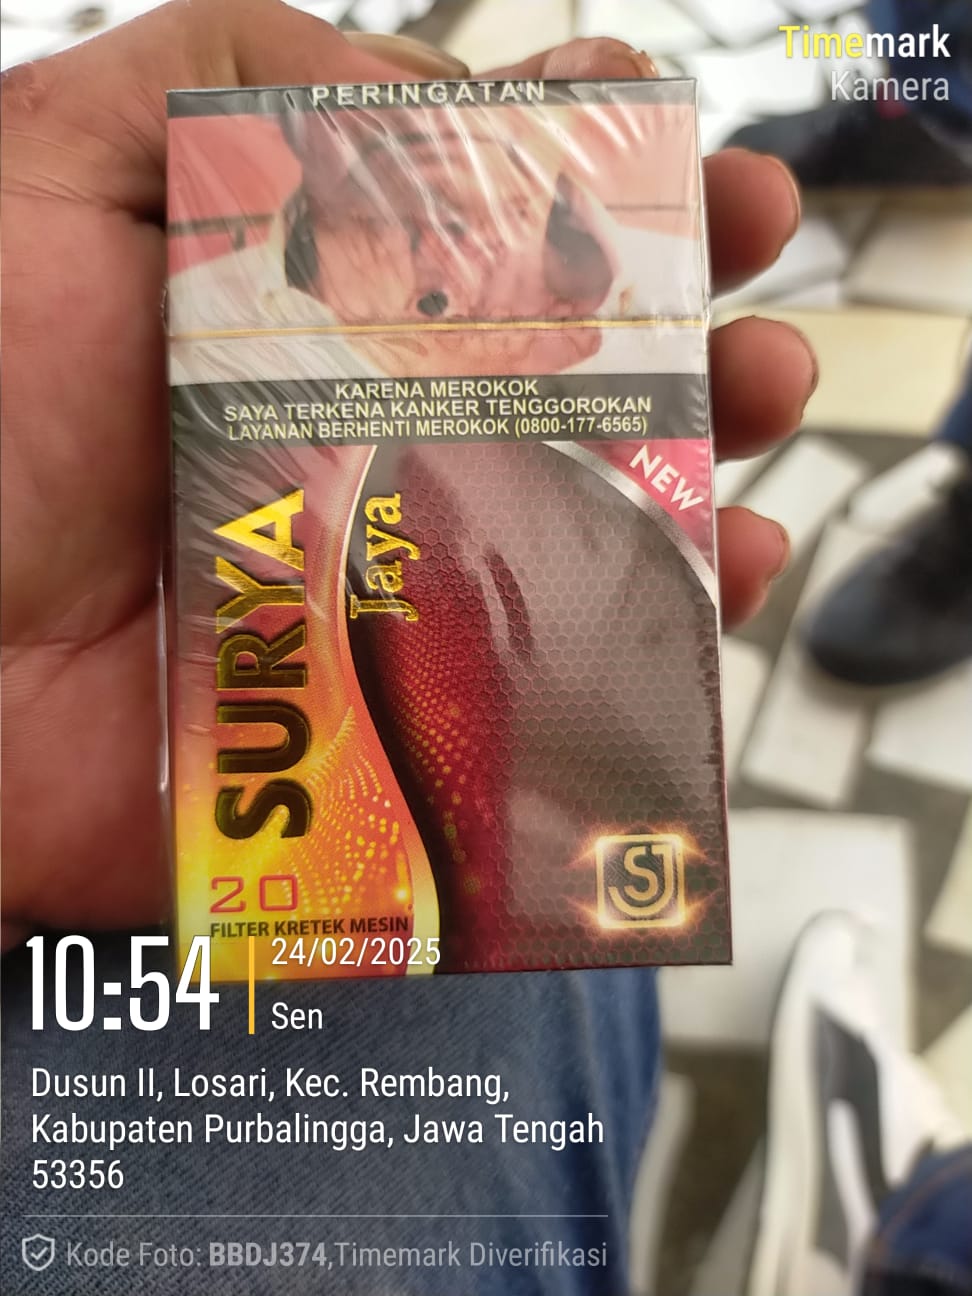 Timemark
Kamera
PERINGATAN
KARENA MEROKOK
SAYA TERKENA KANKER TENGGOROKAN
LAYANAN BERHENTI MEROKOK (0800-177-6565)
NEW
SURYA
Jaya
SJ
20
FILTER KRETEK MESIN
10:54
24/02/2025
Sen
Dusun II, Losari, Kec. Rembang,
Kabupaten Purbalingga, Jawa Tengah
53356
Kode Foto: BBDJ374, Timemark Diverifikasi